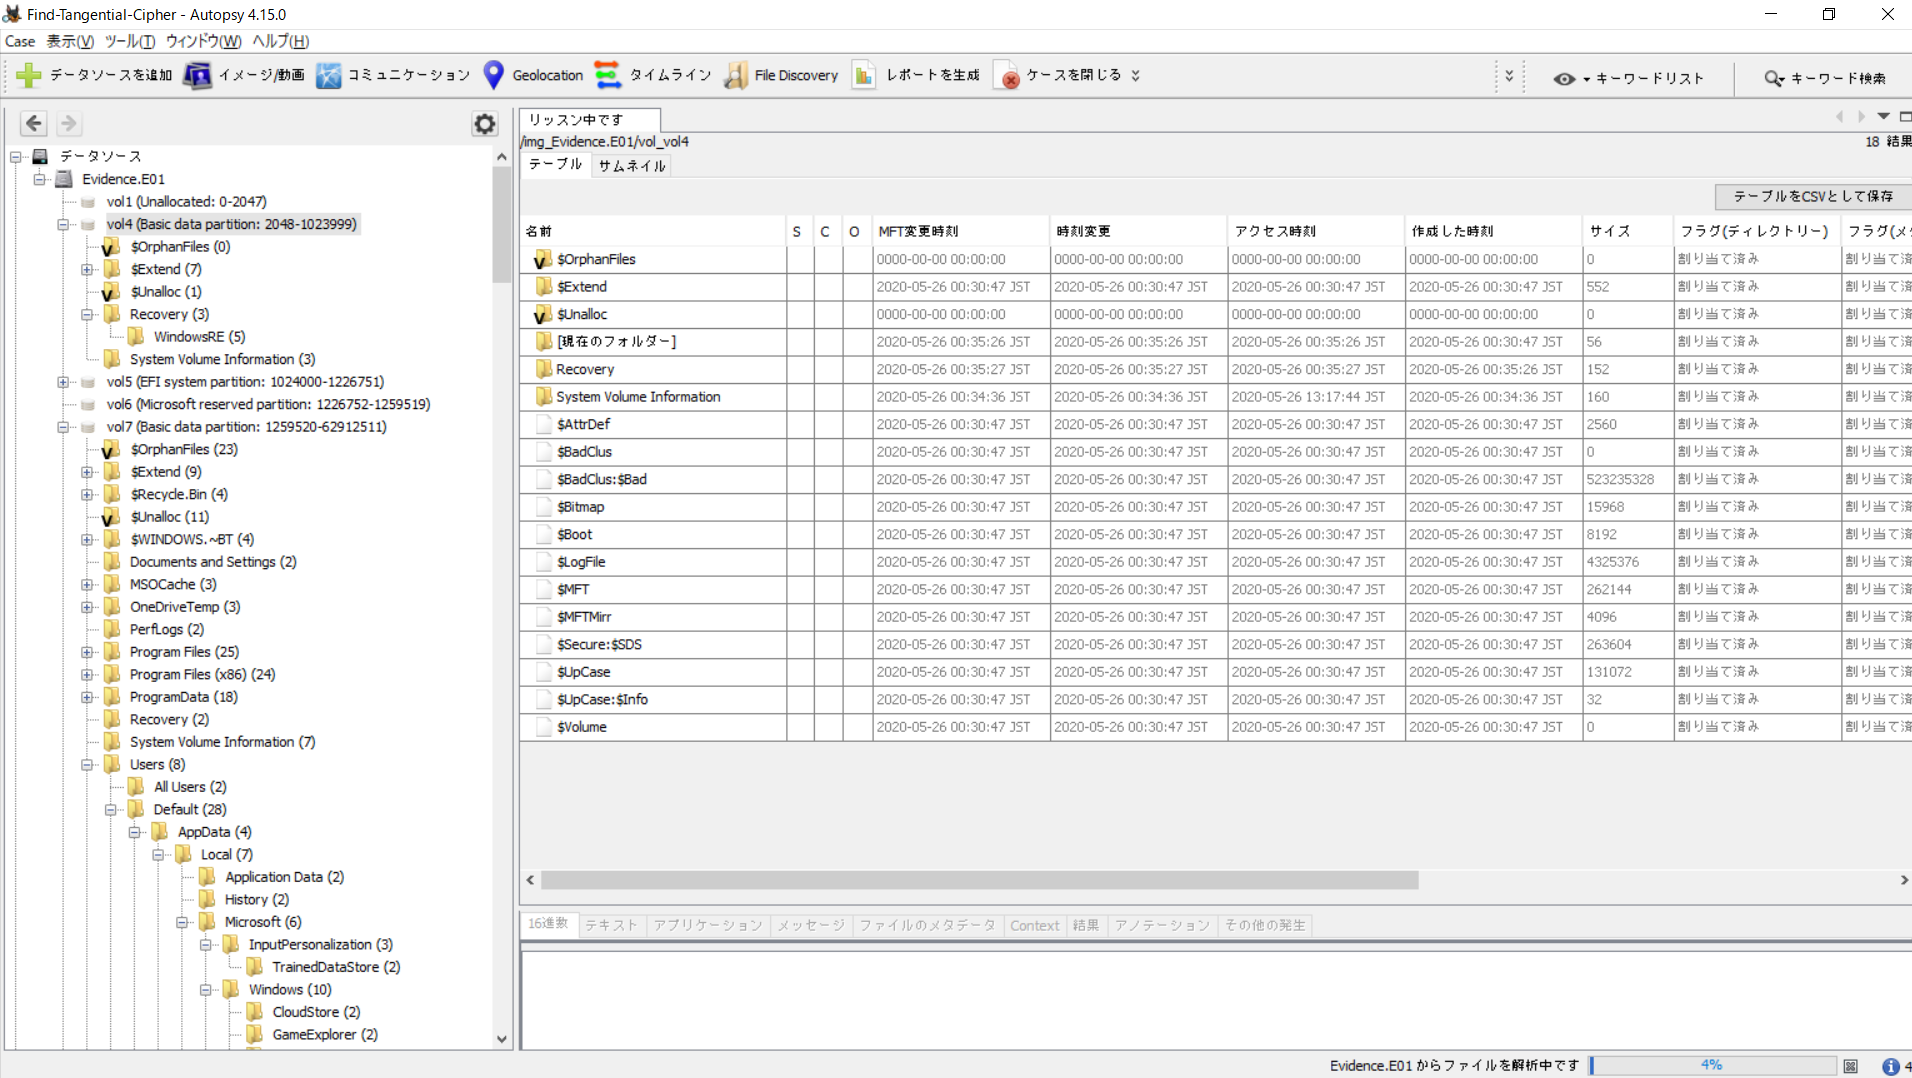 Find-Tangential-Cipher - Autopsy 4.15.0
Case 表示(V) ツール(T) ウィンドウ(W) ヘルプ(H)
データソースを追加 イメージ/動画 コミュニケーション Geolocation タイムライン File Discovery レポートを生成 ケースを閉じる キーワードリスト キーワード検索
データソース
Evidence.E01
vol1 (Unallocated: 0-2047)
vol4 (Basic data partition: 2048-1023999)
$OrphanFiles (0)
$Extend (7)
$Unalloc (1)
Recovery (3)
WindowsRE (5)
System Volume Information (3)
vol5 (EFI system partition: 1024000-1226751)
vol6 (Microsoft reserved partition: 1226752-1259519)
vol7 (Basic data partition: 1259520-62912511)
$OrphanFiles (23)
$Extend (9)
$Recycle.Bin (4)
$Unalloc (11)
$WINDOWS.~BT (4)
Documents and Settings (2)
MSOCache (3)
OneDriveTemp (3)
PerfLogs (2)
Program Files (25)
Program Files (x86) (24)
ProgramData (18)
Recovery (2)
System Volume Information (7)
Users (8)
All Users (2)
Default (28)
AppData (4)
Local (7)
Application Data (2)
History (2)
Microsoft (6)
InputPersonalization (3)
TrainedDataStore (2)
Windows (10)
CloudStore (2)
GameExplorer (2)
リッスン中です
/img_Evidence.E01/vol_vol4
18 結果
テーブル サムネイル
テーブルをCSVとして保存
名前 S C O MFT変更時刻 時刻変更 アクセス時刻 作成した時刻 サイズ フラグ(ディレクトリー) フラグ(メ
$OrphanFiles 0000-00-00 00:00:00 0000-00-00 00:00:00 0000-00-00 00:00:00 0000-00-00 00:00:00 0 割り当て済み 割り当て済
$Extend 2020-05-26 00:30:47 JST 2020-05-26 00:30:47 JST 2020-05-26 00:30:47 JST 2020-05-26 00:30:47 JST 552 割り当て済み 割り当て済
$Unalloc 0000-00-00 00:00:00 0000-00-00 00:00:00 0000-00-00 00:00:00 0000-00-00 00:00:00 0 割り当て済み 割り当て済
[現在のフォルダー] 2020-05-26 00:35:26 JST 2020-05-26 00:35:26 JST 2020-05-26 00:35:26 JST 2020-05-26 00:30:47 JST 56 割り当て済み 割り当て済
Recovery 2020-05-26 00:35:27 JST 2020-05-26 00:35:27 JST 2020-05-26 00:35:27 JST 2020-05-26 00:35:26 JST 152 割り当て済み 割り当て済
System Volume Information 2020-05-26 00:34:36 JST 2020-05-26 00:34:36 JST 2020-05-26 13:17:44 JST 2020-05-26 00:34:36 JST 160 割り当て済み 割り当て済
$AttrDef 2020-05-26 00:30:47 JST 2020-05-26 00:30:47 JST 2020-05-26 00:30:47 JST 2020-05-26 00:30:47 JST 2560 割り当て済み 割り当て済
$BadClus 2020-05-26 00:30:47 JST 2020-05-26 00:30:47 JST 2020-05-26 00:30:47 JST 2020-05-26 00:30:47 JST 0 割り当て済み 割り当て済
$BadClus:$Bad 2020-05-26 00:30:47 JST 2020-05-26 00:30:47 JST 2020-05-26 00:30:47 JST 2020-05-26 00:30:47 JST 523235328 割り当て済み 割り当て済
$Bitmap 2020-05-26 00:30:47 JST 2020-05-26 00:30:47 JST 2020-05-26 00:30:47 JST 2020-05-26 00:30:47 JST 15968 割り当て済み 割り当て済
$Boot 2020-05-26 00:30:47 JST 2020-05-26 00:30:47 JST 2020-05-26 00:30:47 JST 2020-05-26 00:30:47 JST 8192 割り当て済み 割り当て済
$LogFile 2020-05-26 00:30:47 JST 2020-05-26 00:30:47 JST 2020-05-26 00:30:47 JST 2020-05-26 00:30:47 JST 4325376 割り当て済み 割り当て済
$MFT 2020-05-26 00:30:47 JST 2020-05-26 00:30:47 JST 2020-05-26 00:30:47 JST 2020-05-26 00:30:47 JST 262144 割り当て済み 割り当て済
$MFTMirr 2020-05-26 00:30:47 JST 2020-05-26 00:30:47 JST 2020-05-26 00:30:47 JST 2020-05-26 00:30:47 JST 4096 割り当て済み 割り当て済
$Secure:$SDS 2020-05-26 00:30:47 JST 2020-05-26 00:30:47 JST 2020-05-26 00:30:47 JST 2020-05-26 00:30:47 JST 263604 割り当て済み 割り当て済
$UpCase 2020-05-26 00:30:47 JST 2020-05-26 00:30:47 JST 2020-05-26 00:30:47 JST 2020-05-26 00:30:47 JST 131072 割り当て済み 割り当て済
$UpCase:$Info 2020-05-26 00:30:47 JST 2020-05-26 00:30:47 JST 2020-05-26 00:30:47 JST 2020-05-26 00:30:47 JST 32 割り当て済み 割り当て済
$Volume 2020-05-26 00:30:47 JST 2020-05-26 00:30:47 JST 2020-05-26 00:30:47 JST 2020-05-26 00:30:47 JST 0 割り当て済み 割り当て済
16進数 テキスト アプリケーション メッセージ ファイルのメタデータ Context 結果 アノテーション その他の発生
Evidence.E01 からファイルを解析中です 4% 4